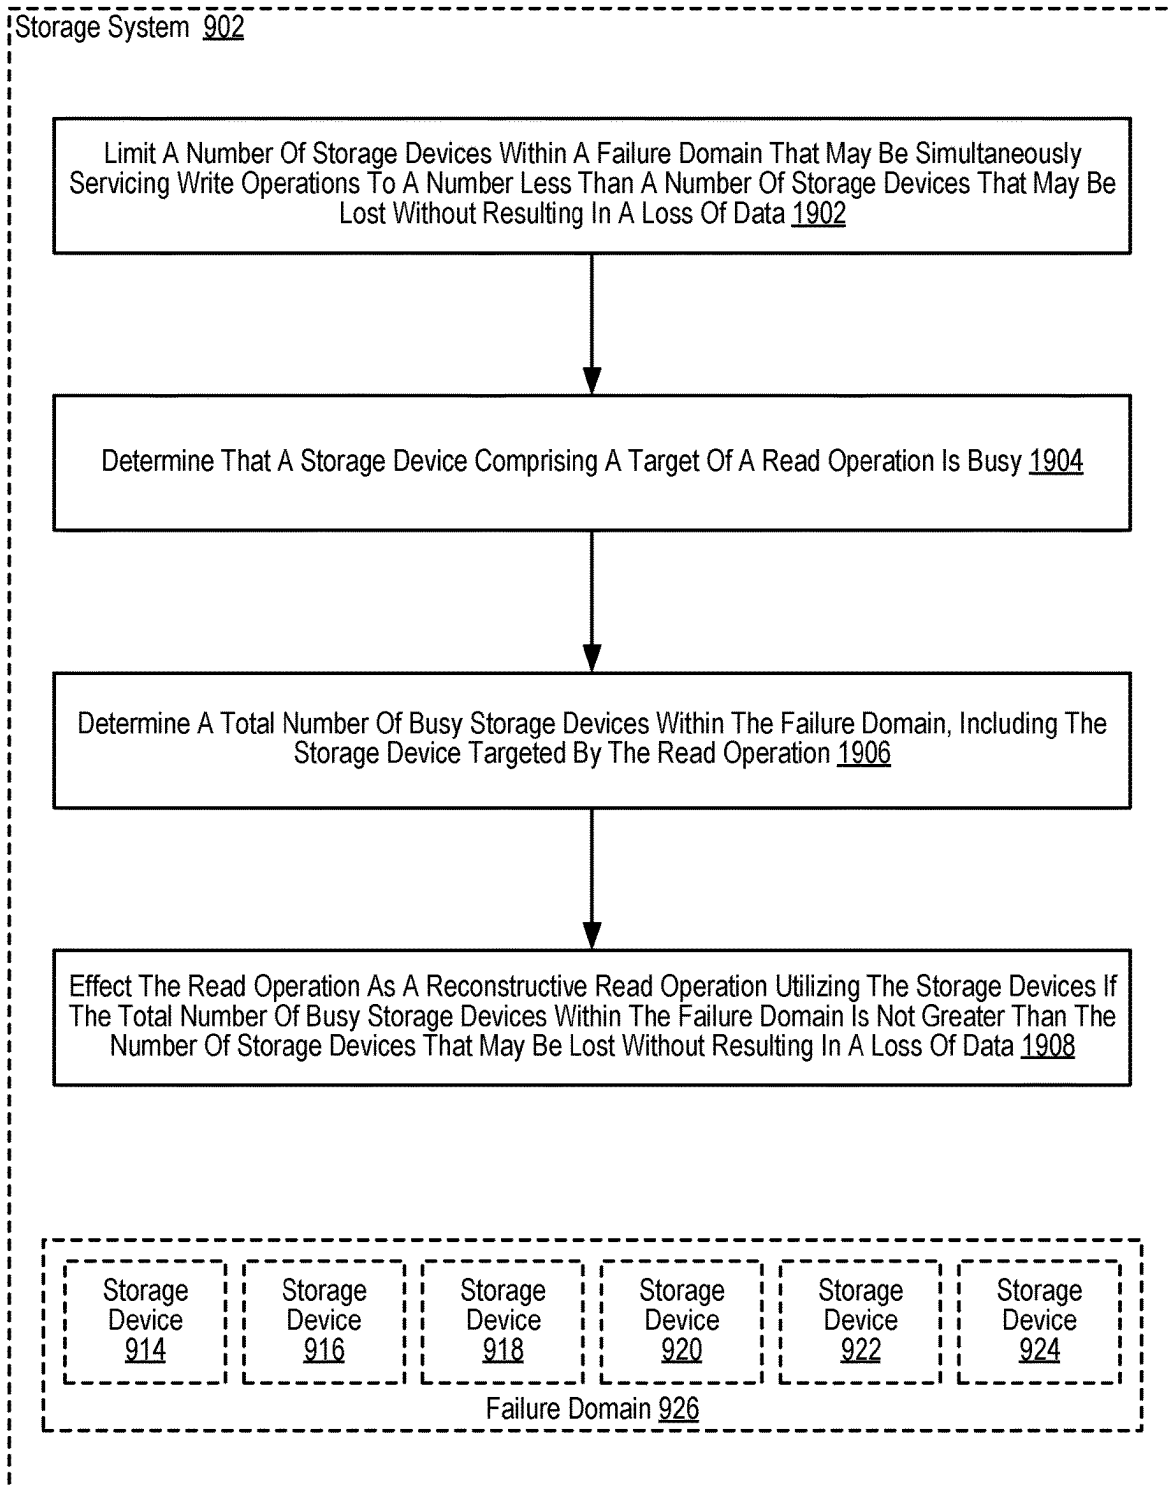 Storage System 902
Limit A Number Of Storage Devices Within A Failure Domain That May Be Simultaneously
Servicing Write Operations To A Number Less Than A Number Of Storage Devices That May Be
Lost Without Resulting In A Loss Of Data 1902
Determine That A Storage Device Comprising A Target Of A Read Operation Is Busy 1904
Determine A Total Number Of Busy Storage Devices Within The Failure Domain, Including The
Storage Device Targeted By The Read Operation 1906
Effect The Read Operation As A Reconstructive Read Operation Utilizing The Storage Devices If
The Total Number Of Busy Storage Devices Within The Failure Domain Is Not Greater Than The
Number Of Storage Devices That May Be Lost Without Resulting In A Loss Of Data 1908
Storage
Device
914
Storage
Device
916
Storage
Device
918
Storage
Device
920
Storage
Device
922
Storage
Device
924
Failure Domain 926